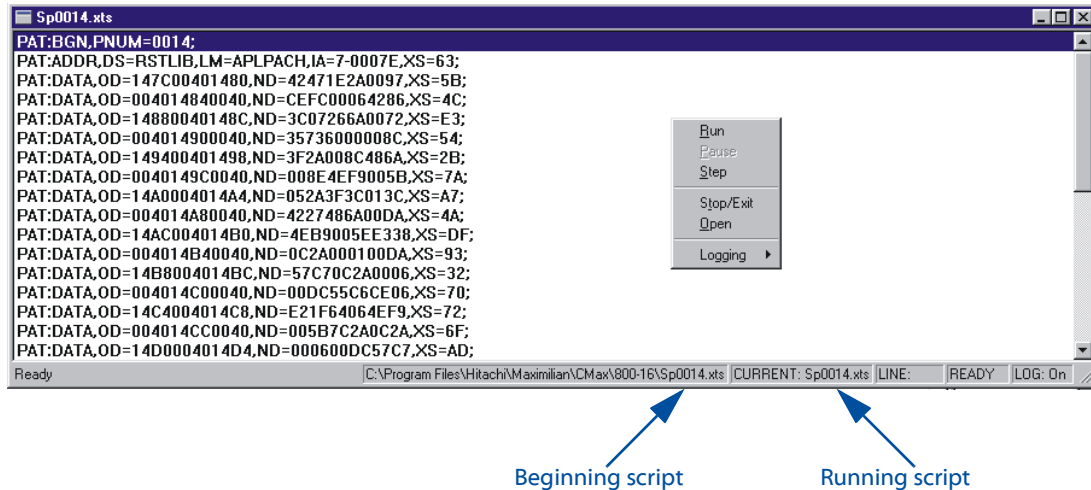 Sp0014.xts
PAT:BGN,PNUM=0014;
PAT:ADDR,DS=RSTLIB,LM=APLPACH,IA=7-0007E,XS=63;
PAT:DATA,OD=147C00401480,ND=42471E2A0097,XS=5B;
PAT:DATA,OD=004014840040,ND=CEFC00064286,XS=4C;
PAT:DATA,OD=14880040148C,ND=3C07266A0072,XS=E3;
PAT:DATA,OD=004014900040,ND=35736000008C,XS=54;
PAT:DATA,OD=149400401498,ND=3F2A008C486A,XS=2B;
PAT:DATA,OD=0040149C0040,ND=008E4EF9005B,XS=7A;
PAT:DATA,OD=14A0004014A4,ND=052A3F3C013C,XS=A7;
PAT:DATA,OD=004014A80040,ND=4227486A00DA,XS=4A;
PAT:DATA,OD=14AC004014B0,ND=4EB9005EE338,XS=DF;
PAT:DATA,OD=004014B40040,ND=0C2A000100DA,XS=93;
PAT:DATA,OD=14B8004014BC,ND=57C70C2A0006,XS=32;
PAT:DATA,OD=004014C00040,ND=00DC55C6CE06,XS=70;
PAT:DATA,OD=14C4004014C8,ND=E21F64064EF9,XS=72;
PAT:DATA,OD=004014CC0040,ND=005B7C2A0C2A,XS=6F;
PAT:DATA,OD=14D0004014D4,ND=000600DC57C7,XS=AD;
Run
Pause
Step
Stop/Exit
Open
Logging
Ready C:\Program Files\Hitachi\Maximilian\CMax\800-16\Sp0014.xts CURRENT: Sp0014.xts LINE: READY LOG: On
Beginning script Running script